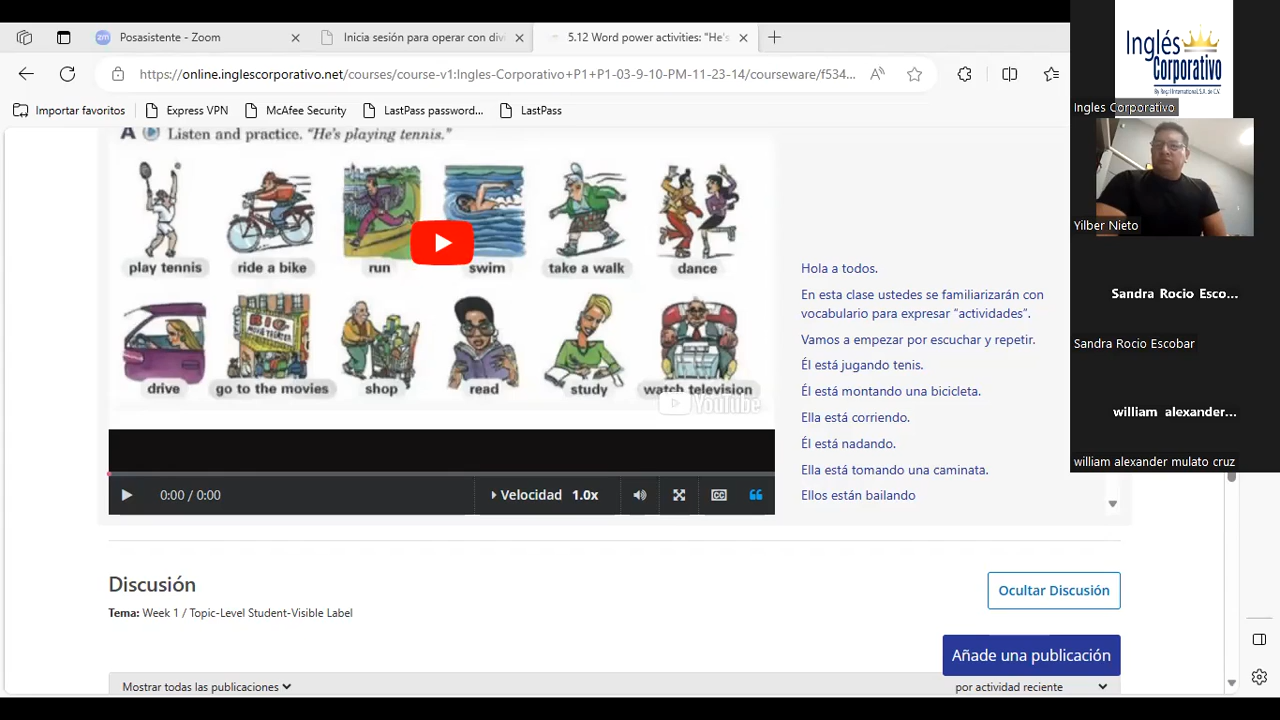 Posasistente - Zoom
Inicia sesión para operar con divi
5.12 Word power activities: "He's
https://online.inglescorporativo.net/courses/course-v1:Ingles-Corporativo+P1+P1-03-9-10-PM-11-23-14/courseware/f534...
Importar favoritos
Express VPN
McAfee Security
LastPass password...
LastPass
A Listen and practice. "He's playing tennis."
play tennis
ride a bike
run
swim
take a walk
dance
drive
go to the movies
shop
read
study
watch television
YouTube
0:00 / 0:00
Velocidad 1.0x
CC
Hola a todos.
En esta clase ustedes se familiarizarán con
vocabulario para expresar "actividades".
Vamos a empezar por escuchar y repetir.
Él está jugando tenis.
Él está montando una bicicleta.
Ella está corriendo.
Él está nadando.
Ella está tomando una caminata.
Ellos están bailando
Discusión
Ocultar Discusión
Tema: Week 1 / Topic-Level Student-Visible Label
Añade una publicación
Mostrar todas las publicaciones
por actividad reciente
Inglés
Corporativo
Ingles Corporativo
Yilber Nieto
Sandra Rocio Esco...
Sandra Rocio Escobar
william alexander...
william alexander mulato cruz